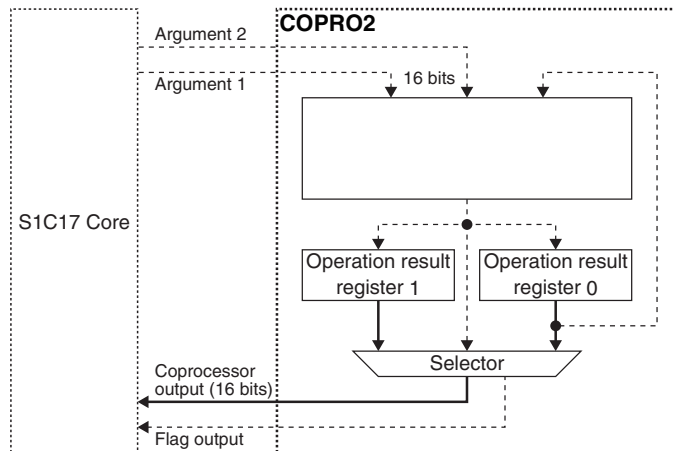 COPRO2
Argument 2
Argument 1
16 bits
S1C17 Core
Operation result
register 1
Operation result
register 0
Selector
Coprocessor
output (16 bits)
Flag output